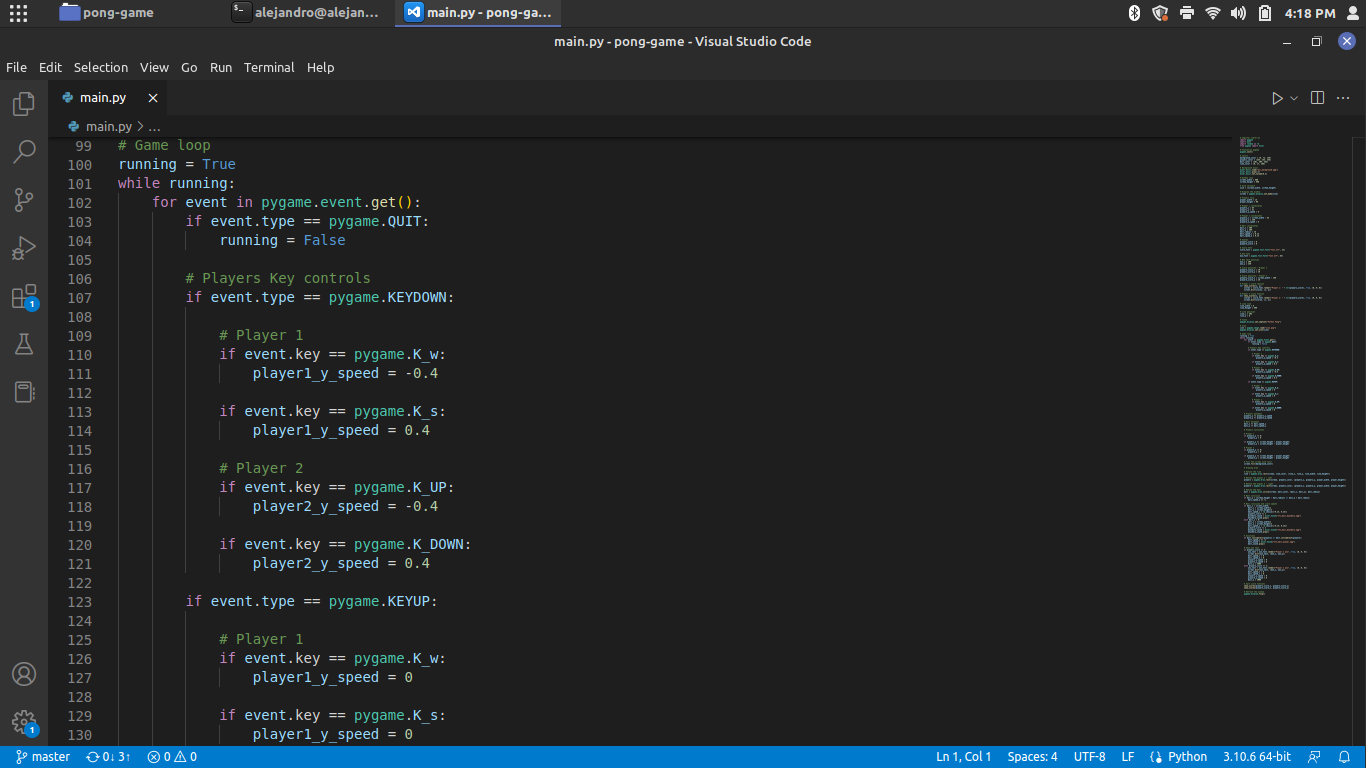 pong-game
alejandro@alejan...
main.py - pong-ga...
4:18 PM
main.py - pong-game - Visual Studio Code
File Edit Selection View Go Run Terminal Help
main.py
main.py > ...
99 # Game loop
100 running = True
101 while running:
102 for event in pygame.event.get():
103 if event.type == pygame.QUIT:
104 running = False
105
106 # Players Key controls
107 if event.type == pygame.KEYDOWN:
108
109 # Player 1
110 if event.key == pygame.K_w:
111 player1_y_speed = -0.4
112
113 if event.key == pygame.K_s:
114 player1_y_speed = 0.4
115
116 # Player 2
117 if event.key == pygame.K_UP:
118 player2_y_speed = -0.4
119
120 if event.key == pygame.K_DOWN:
121 player2_y_speed = 0.4
122
123 if event.type == pygame.KEYUP:
124
125 # Player 1
126 if event.key == pygame.K_w:
127 player1_y_speed = 0
128
129 if event.key == pygame.K_s:
130 player1_y_speed = 0
1
1
master 0↓ 3↑ 0 0 Ln 1, Col 1 Spaces: 4 UTF-8 LF Python 3.10.6 64-bit